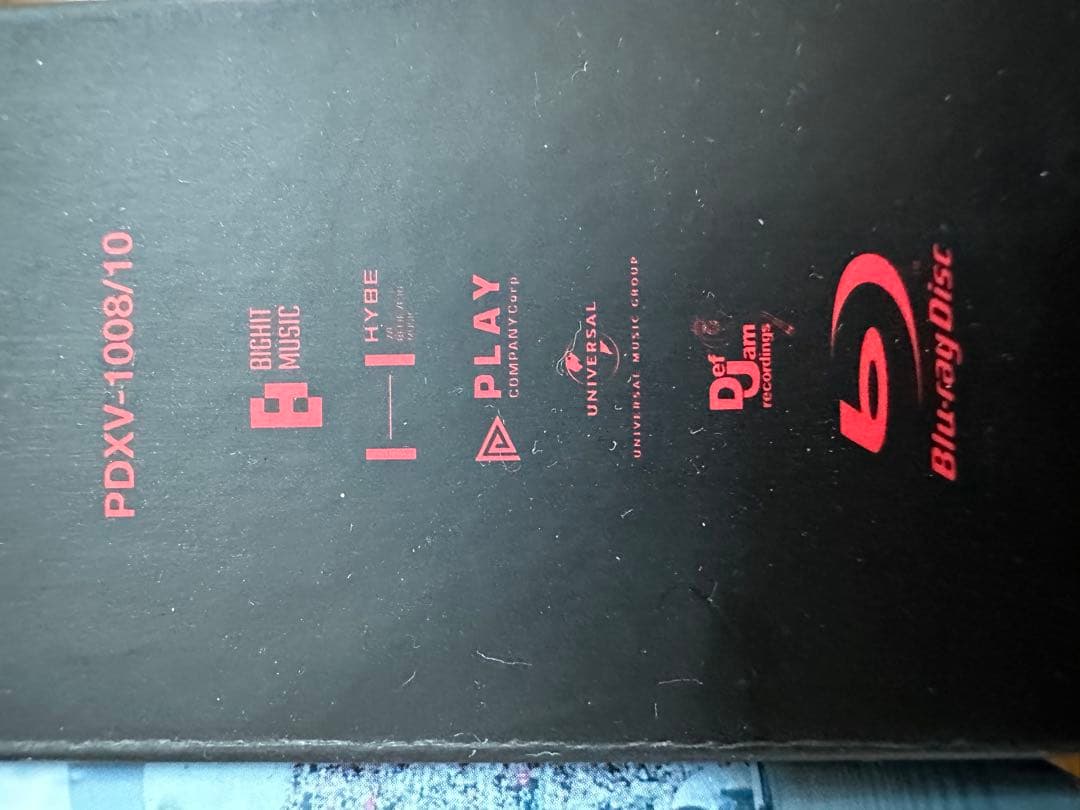 PDXV-1008/10
BIGHIT
MUSIC
HYBE
PLAY
COMPANYCorp
UNIVERSAL
UNIVERSAL MUSIC GROUP
Def
Jam
recordings
Blu-ray Disc